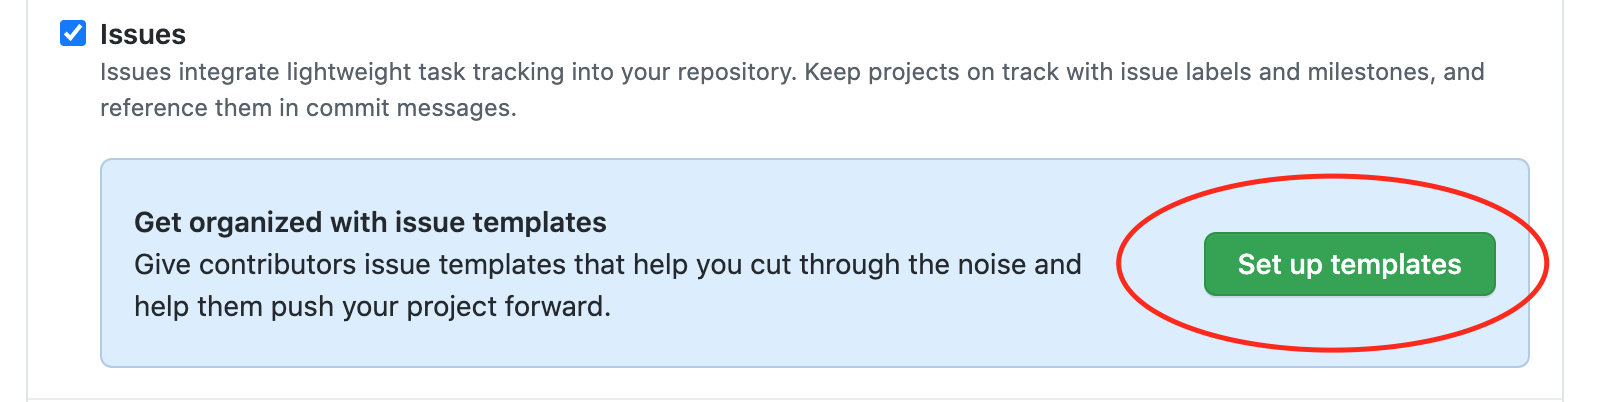 Issues
Issues integrate lightweight task tracking into your repository. Keep projects on track with issue labels and milestones, and
reference them in commit messages.
Get organized with issue templates
Give contributors issue templates that help you cut through the noise and
help them push your project forward.
Set up templates